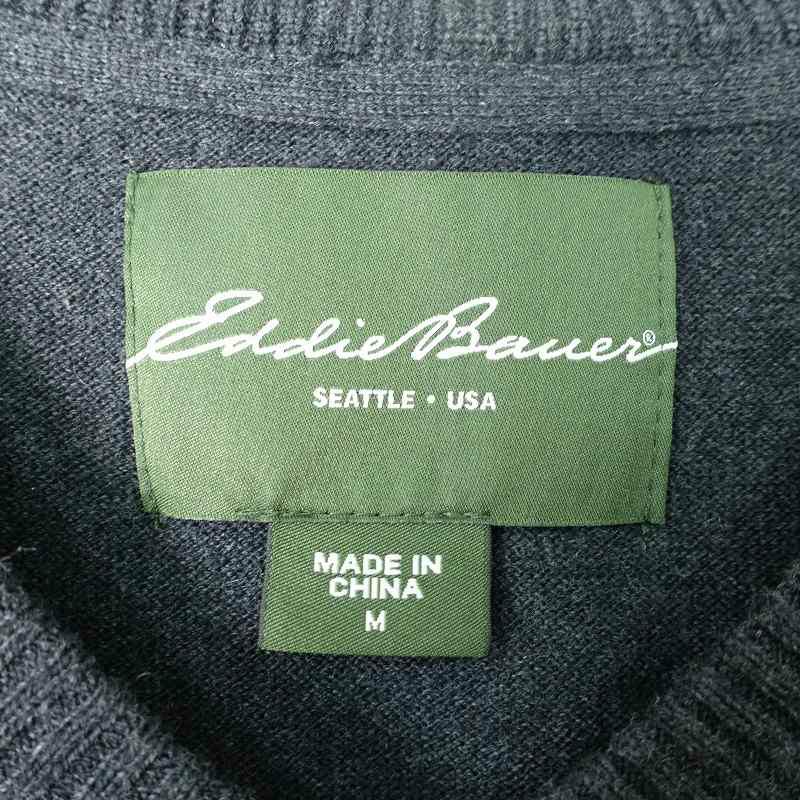 Eddie Bauer®
SEATTLE • USA
MADE IN
CHINA
M